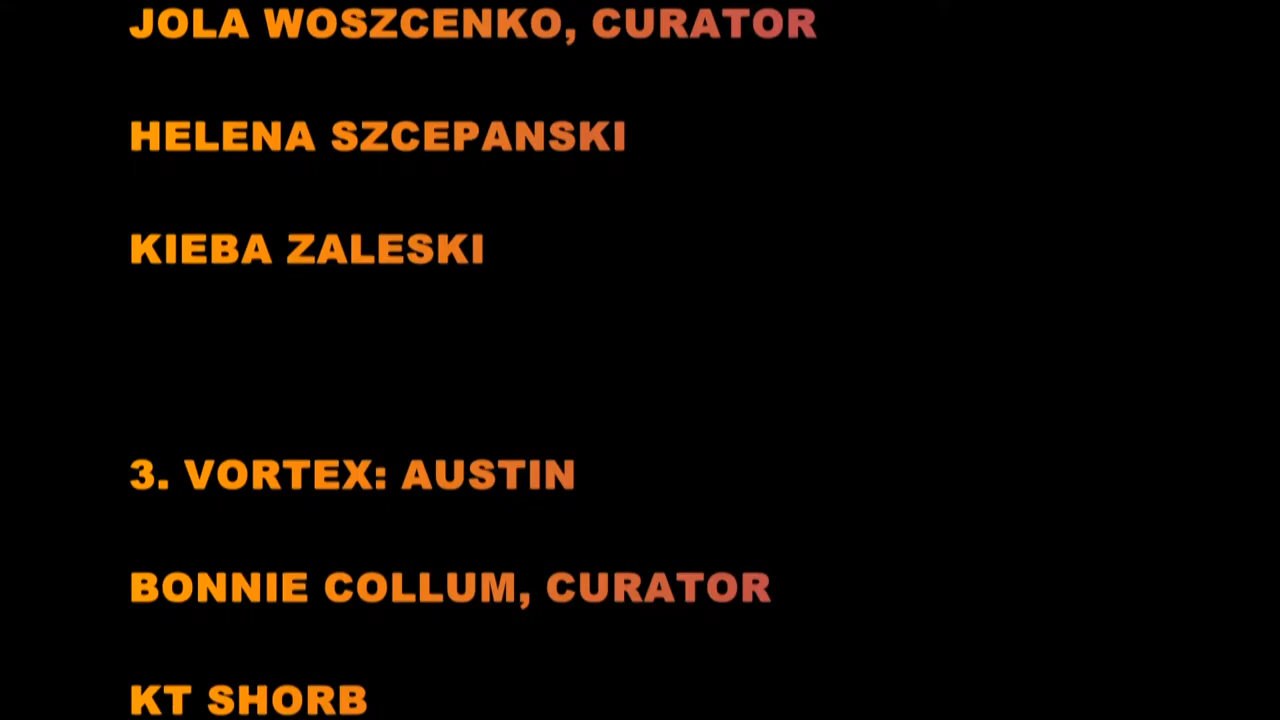 JOLA WOSZCENKO, CURATOR
HELENA SZCEPANSKI
KIEBA ZALESKI
3. VORTEX: AUSTIN
BONNIE COLLUM, CURATOR
KT SHORB